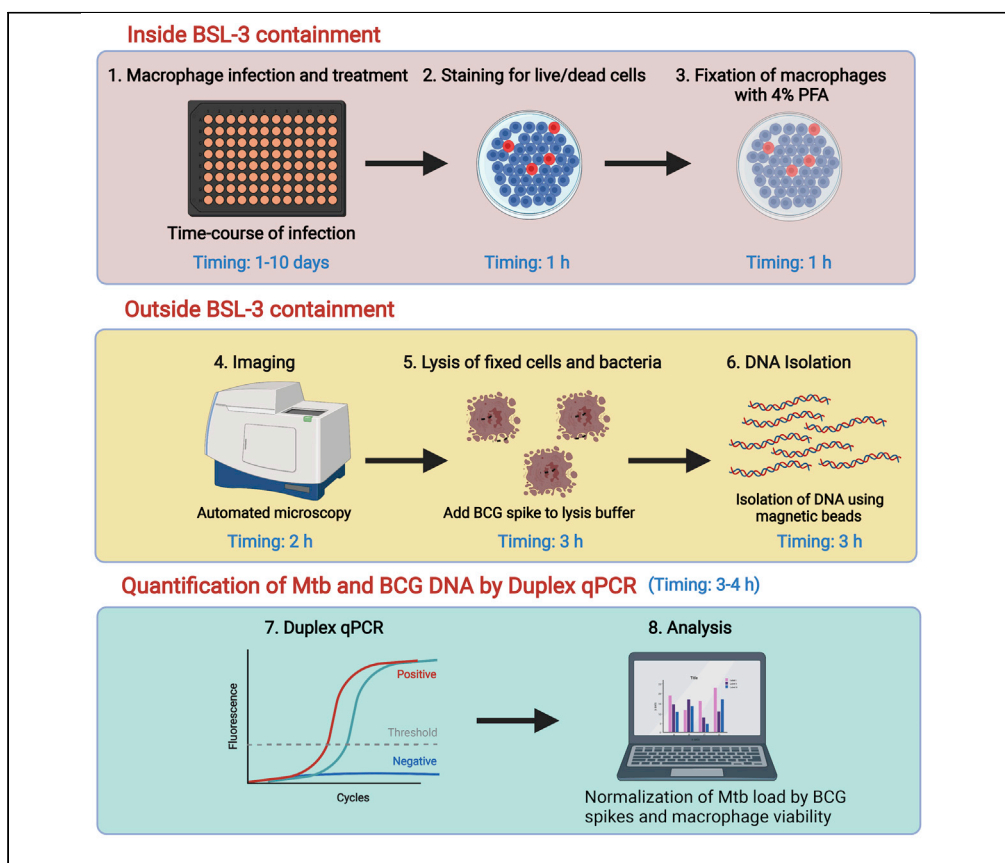 Inside BSL-3 containment
1. Macrophage infection and treatment
2. Staining for live/dead cells
3. Fixation of macrophages
with 4% PFA
Time-course of infection
Timing: 1-10 days
Timing: 1 h
Timing: 1 h
Outside BSL-3 containment
4. Imaging
5. Lysis of fixed cells and bacteria
6. DNA Isolation
Automated microscopy
Add BCG spike to lysis buffer
Isolation of DNA using
magnetic beads
Timing: 2 h
Timing: 3 h
Timing: 3 h
Quantification of Mtb and BCG DNA by Duplex qPCR (Timing: 3-4 h)
7. Duplex qPCR
8. Analysis
Fluorescence
Positive
Threshold
Negative
Cycles
Title
Normalization of Mtb load by BCG
spikes and macrophage viability